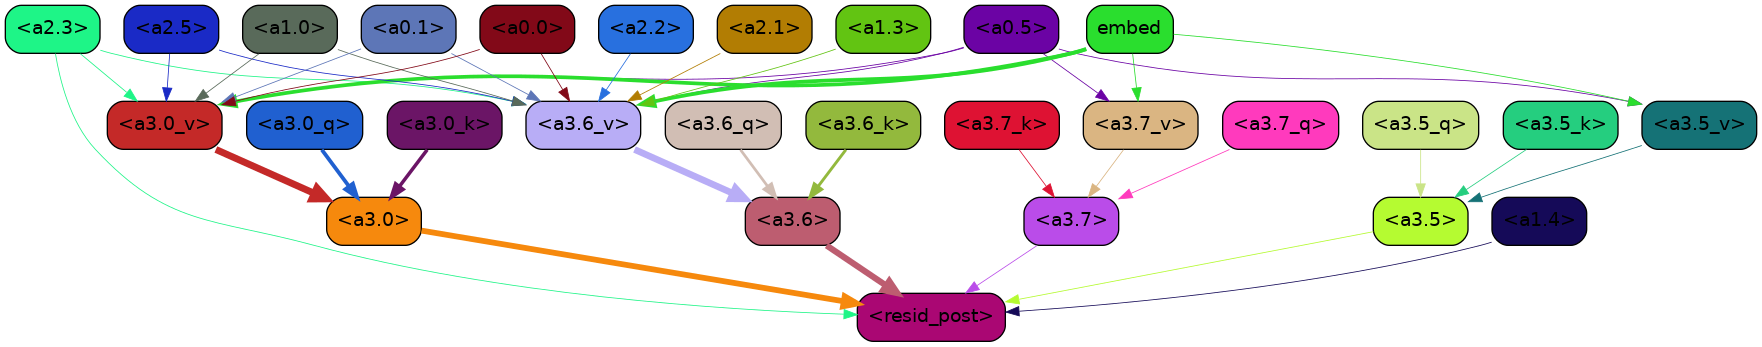 <a2.3> <a2.5> <a1.0> <a0.1> <a0.0> <a2.2> <a2.1> <a1.3> <a0.5> embed
<a3.0_v> <a3.0_q> <a3.0_k> <a3.6_v> <a3.6_q> <a3.6_k> <a3.7_k> <a3.7_v> <a3.7_q> <a3.5_q> <a3.5_k> <a3.5_v>
<a3.0> <a3.6> <a3.7> <a3.5> <a1.4>
<resid_post>